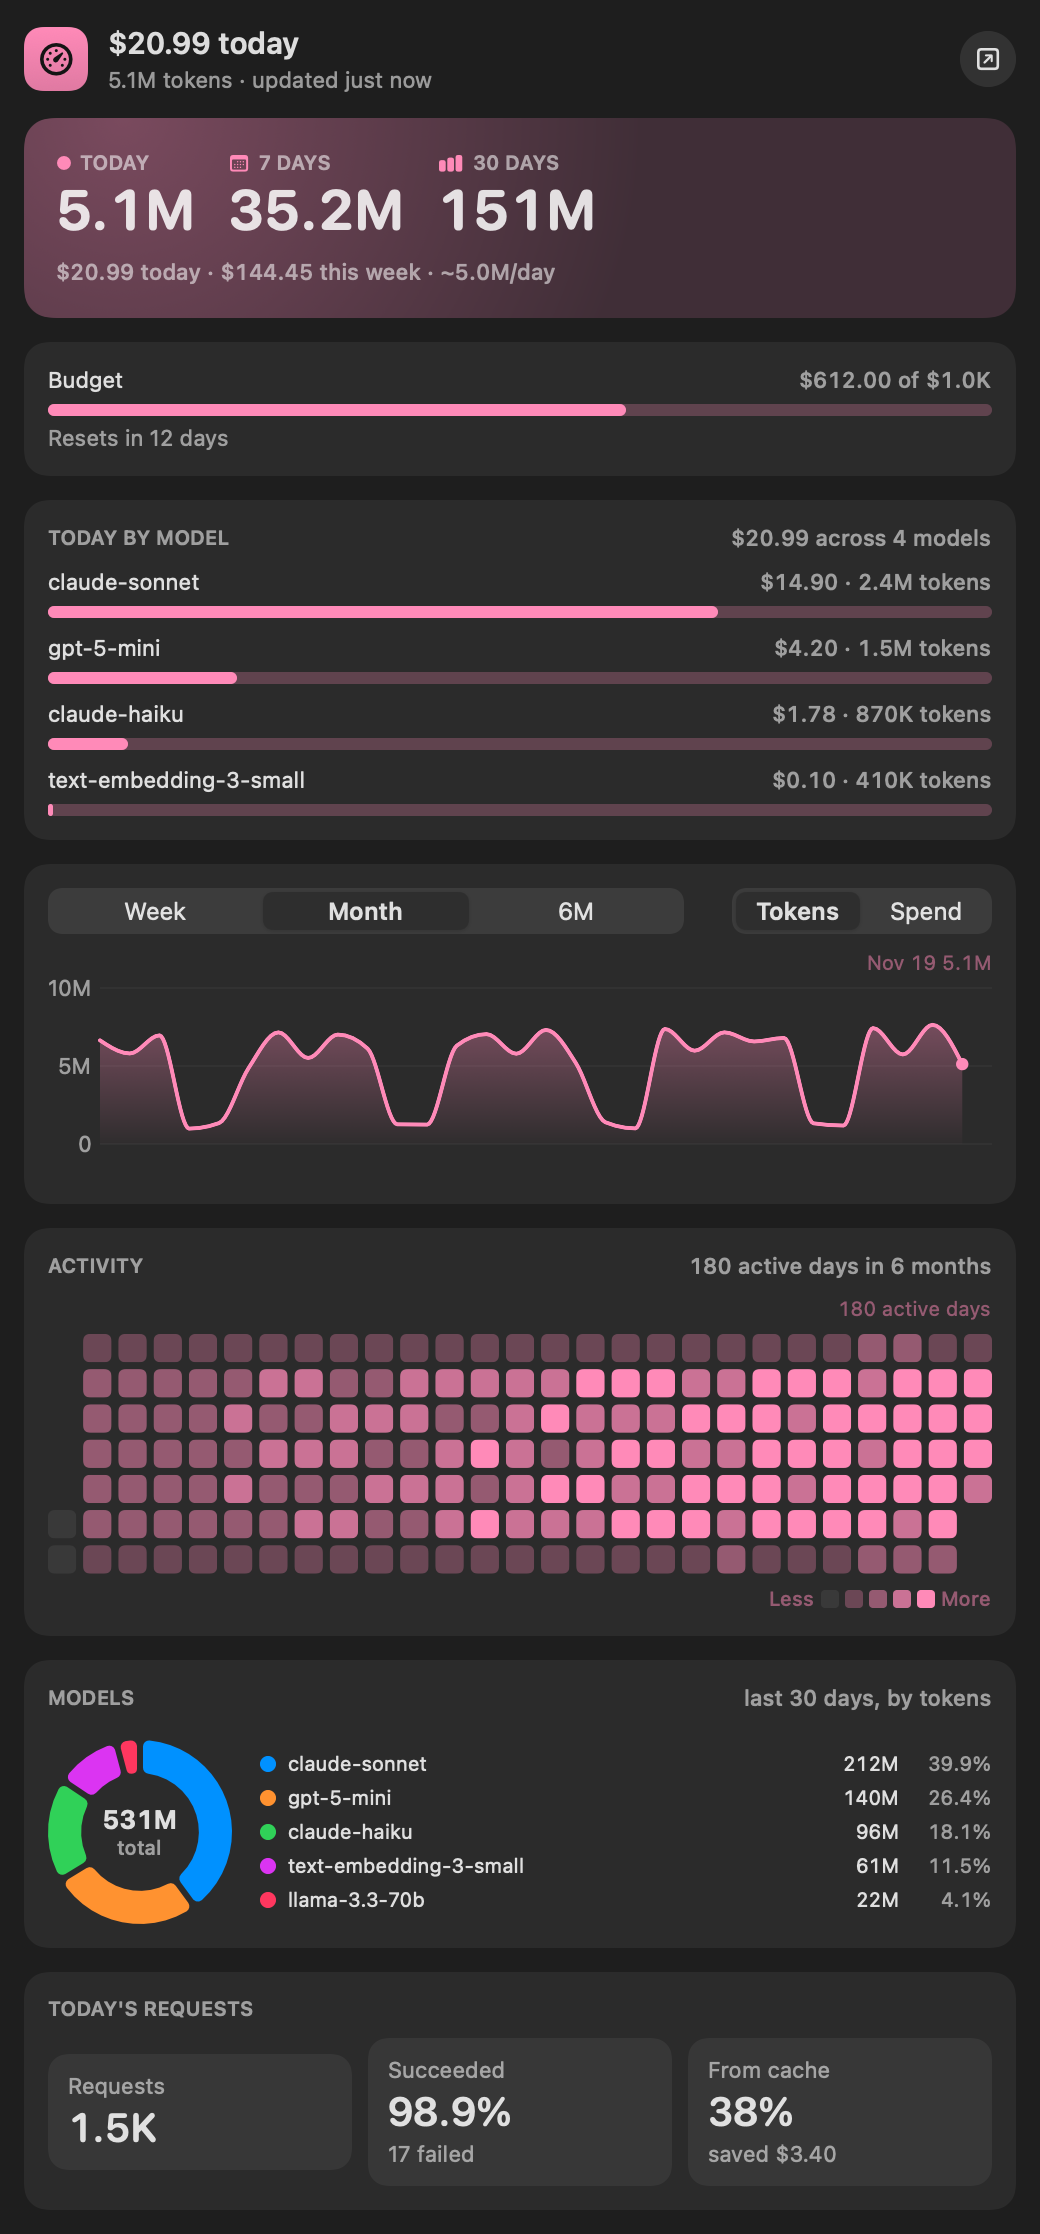 $20.99 today
5.1M tokens · updated just now
TODAY
7 DAYS
30 DAYS
5.1M
35.2M
151M
$20.99 today · $144.45 this week · ~5.0M/day
Budget
$612.00 of $1.0K
Resets in 12 days
TODAY BY MODEL
$20.99 across 4 models
claude-sonnet
$14.90 · 2.4M tokens
gpt-5-mini
$4.20 · 1.5M tokens
claude-haiku
$1.78 · 870K tokens
text-embedding-3-small
$0.10 · 410K tokens
Week
Month
6M
Tokens
Spend
Nov 19 5.1M
10M
5M
0
ACTIVITY
180 active days in 6 months
180 active days
Less
More
MODELS
last 30 days, by tokens
531M
total
claude-sonnet 212M 39.9%
gpt-5-mini 140M 26.4%
claude-haiku 96M 18.1%
text-embedding-3-small 61M 11.5%
llama-3.3-70b 22M 4.1%
TODAY'S REQUESTS
Requests
1.5K
Succeeded
98.9%
17 failed
From cache
38%
saved $3.40